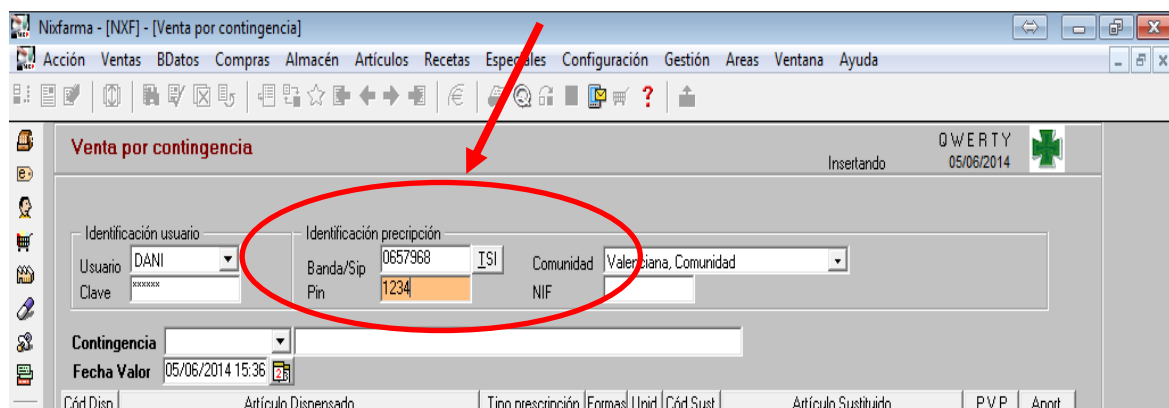 Nixfarma - [NXF] - [Venta por contingencia]
Acción Ventas BDatos Compras Almacén Artículos Recetas Especiales Configuración Gestión Areas Ventana Ayuda
Venta por contingencia
QWERTY
Insertando 05/06/2014
Identificación usuario Identificación precripción
Usuario DANI Banda/Sip 0657968 TSI Comunidad Valenciana, Comunidad
Clave xxxxxx Pin 1234 NIF
Contingencia
Fecha Valor 05/06/2014 15:36
Cód Disp Artículo Dispensado Tipo prescripción Formas Unid Cód Sust Artículo Sustituido P.V.P Aport